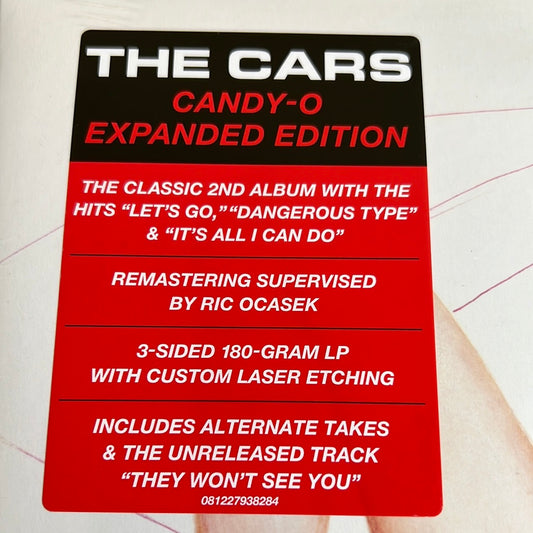 THE CARS
CANDY-O
EXPANDED EDITION
THE CLASSIC 2ND ALBUM WITH THE
HITS “LET’S GO,” “DANGEROUS TYPE”
& “IT’S ALL I CAN DO”
REMASTERING SUPERVISED
BY RIC OCASEK
3-SIDED 180-GRAM LP
WITH CUSTOM LASER ETCHING
INCLUDES ALTERNATE TAKES
& THE UNRELEASED TRACK
“THEY WON’T SEE YOU”
081227938284